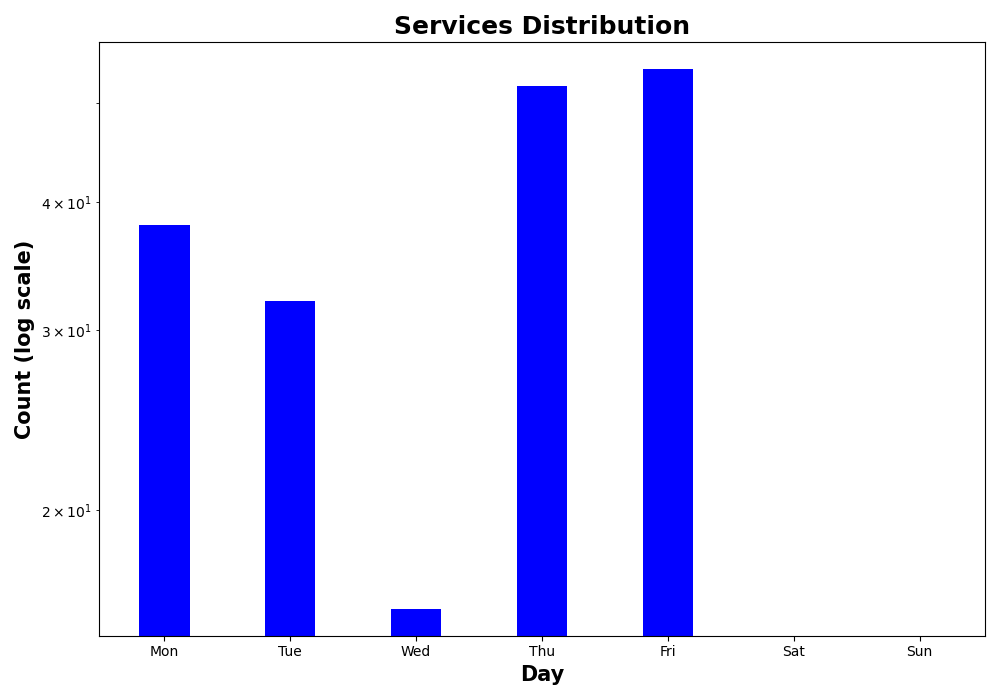 Services Distribution
Count (log scale)
4 × 10¹
3 × 10¹
2 × 10¹
Mon Tue Wed Thu Fri Sat Sun
Day